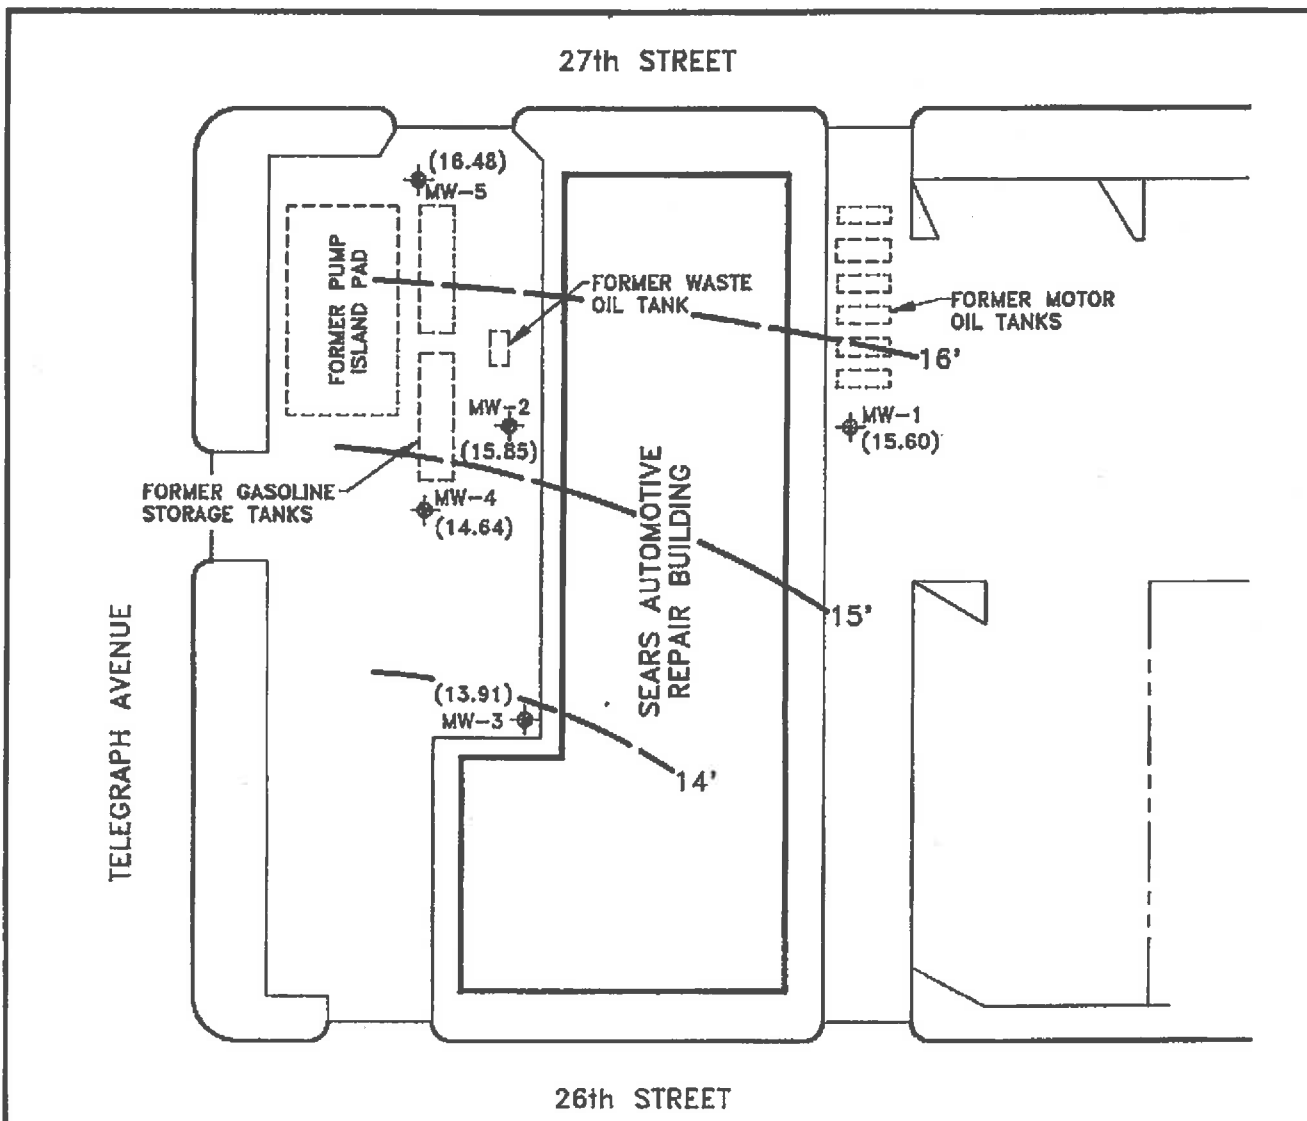 27th STREET
(16.48)
MW-5
FORMER PUMP
ISLAND PAD
FORMER WASTE
OIL TANK
FORMER MOTOR
OIL TANKS
16'
MW-2
(15.85)
MW-1
(15.60)
FORMER GASOLINE
STORAGE TANKS
MW-4
(14.64)
SEARS AUTOMOTIVE
REPAIR BUILDING
15'
TELEGRAPH AVENUE
(13.91)
MW-3
14'
26th STREET